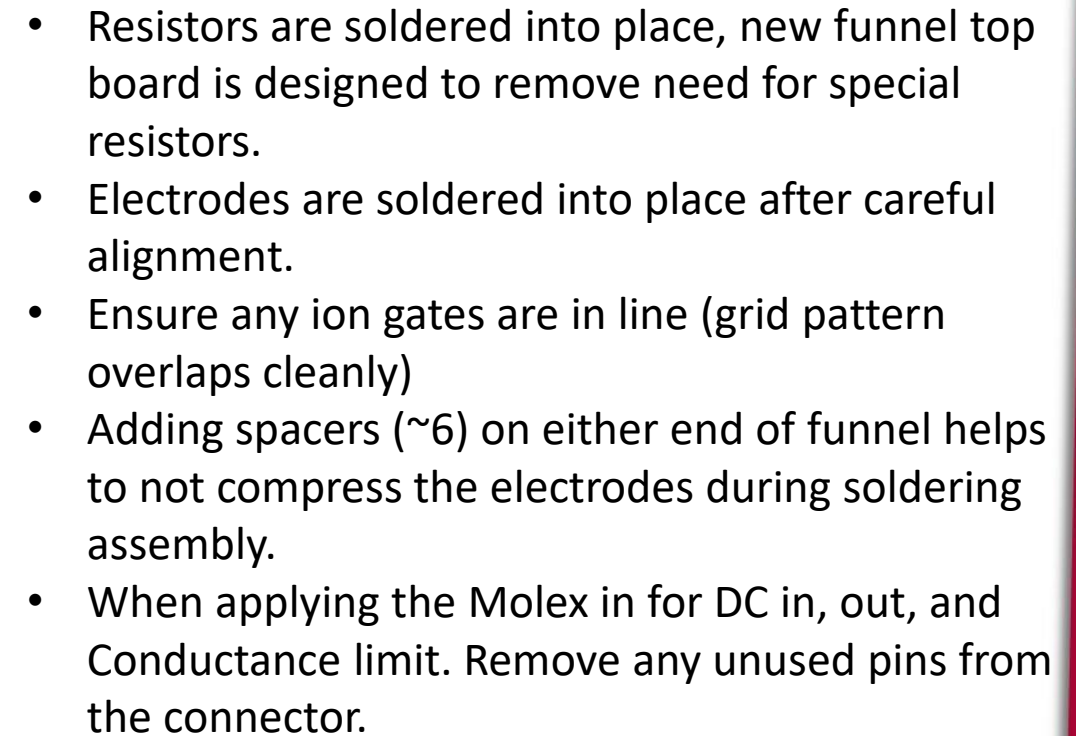 • Resistors are soldered into place, new funnel top
board is designed to remove need for special
resistors.
• Electrodes are soldered into place after careful
alignment.
• Ensure any ion gates are in line (grid pattern
overlaps cleanly)
• Adding spacers (~6) on either end of funnel helps
to not compress the electrodes during soldering
assembly.
• When applying the Molex in for DC in, out, and
Conductance limit. Remove any unused pins from
the connector.